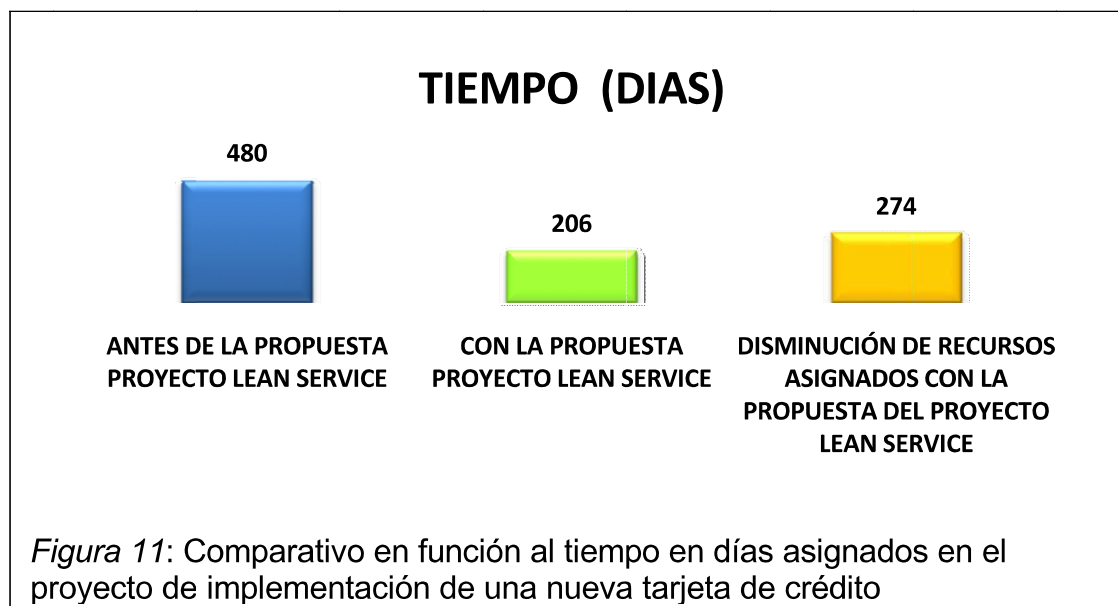 TIEMPO (DIAS)
480
206
274
ANTES DE LA PROPUESTA
PROYECTO LEAN SERVICE
CON LA PROPUESTA
PROYECTO LEAN SERVICE
DISMINUCIÓN DE RECURSOS
ASIGNADOS CON LA
PROPUESTA DEL PROYECTO
LEAN SERVICE
Figura 11: Comparativo en función al tiempo en días asignados en el
proyecto de implementación de una nueva tarjeta de crédito